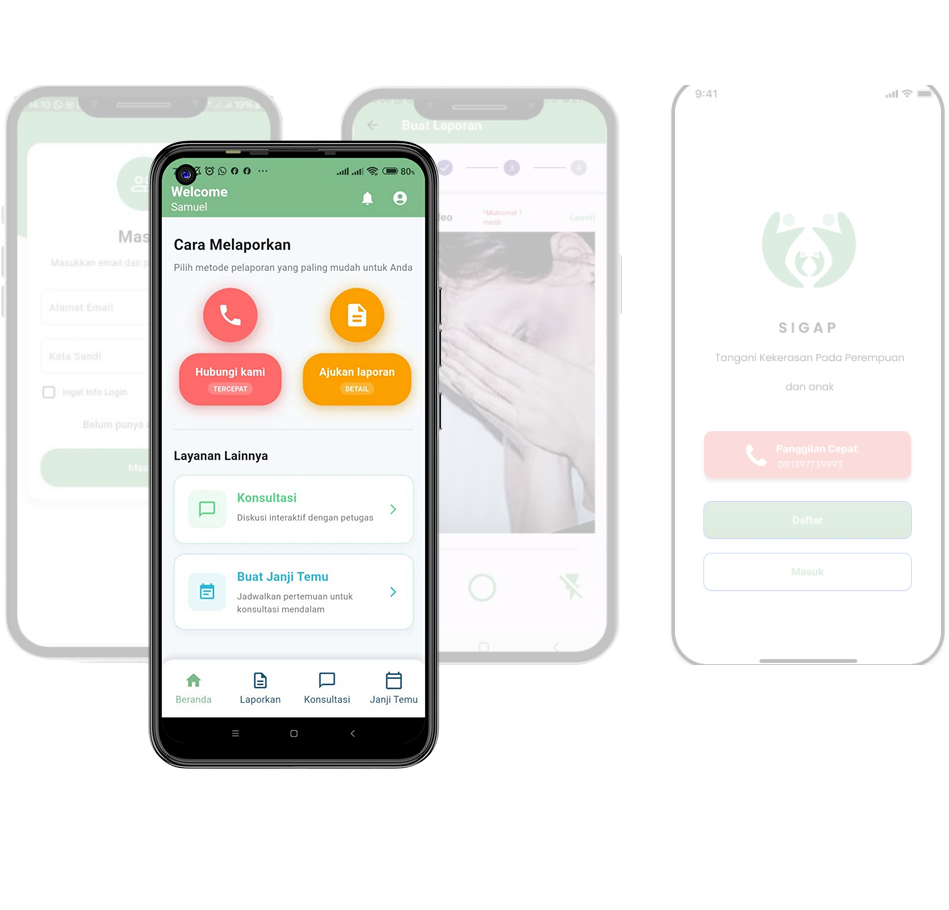 14:10
19%
Mas
Masukkan email dan p
Alamat Email
Kata Sandi
Ingat Info Login
Belum punya a
Mas
80%
Welcome
Samuel
Cara Melaporkan
Pilih metode pelaporan yang paling mudah untuk Anda
Hubungi kami
TERCEPAT
Ajukan laporan
DETAIL
Layanan Lainnya
Konsultasi
Diskusi interaktif dengan petugas
Buat Janji Temu
Jadwalkan pertemuan untuk
konsultasi mendalam
Beranda Laporkan Konsultasi Janji Temu
Buat Laporan
3 4
deo *Maksimal 1 Lewati
menit
9:41
SIGAP
Tangani Kekerasan Pada Perempuan
dan anak
Panggilan Cepat
081397739993
Daftar
Masuk